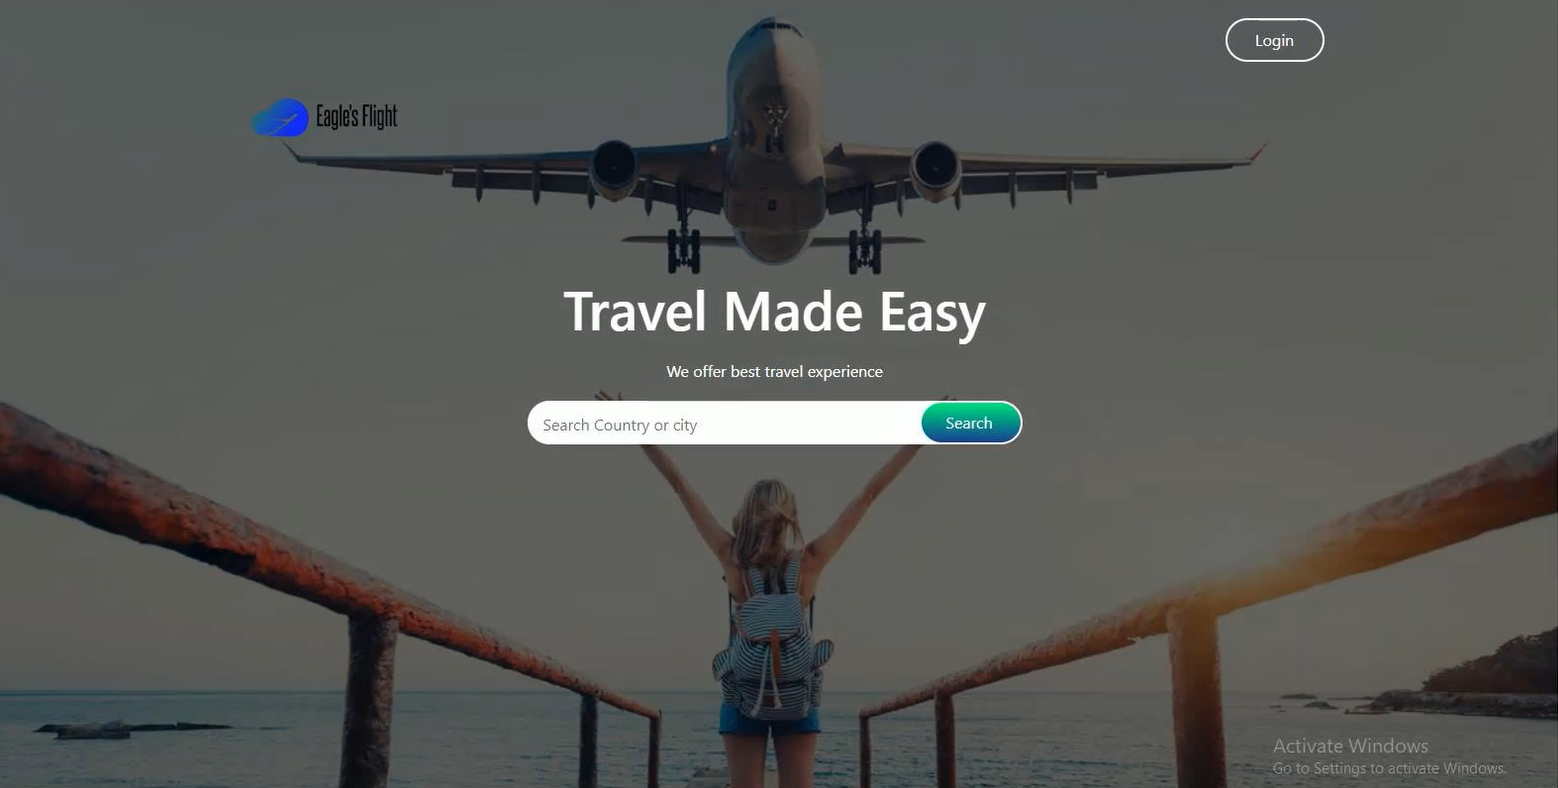 Login
Eagle's Flight
Travel Made Easy
We offer best travel experience
Search Country or city
Search
Activate Windows
Go to Settings to activate Windows.